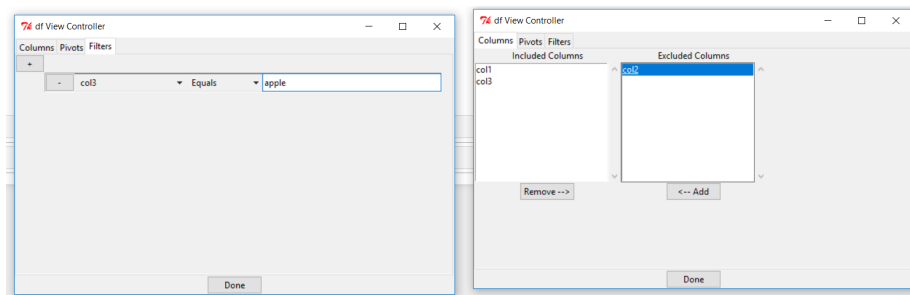 df View Controller
Columns Pivots Filters
+
- col3 Equals apple
Done
df View Controller
Columns Pivots Filters
Included Columns Excluded Columns
col1 col2
col3
Remove --> <-- Add
Done